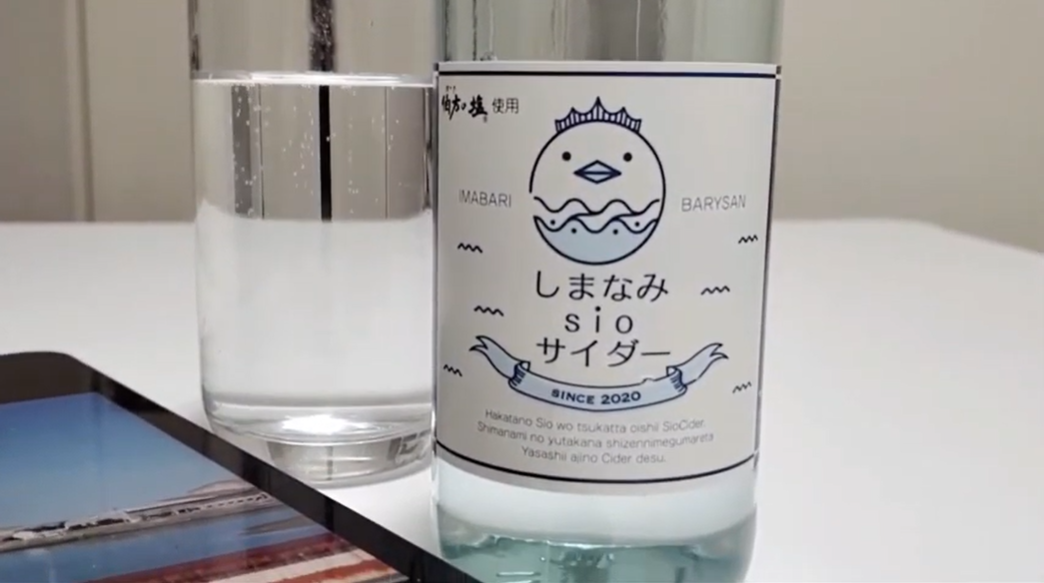 伯方の塩 使用
IMABARI BARYSAN
しまなみ
sio
サイダー
SINCE 2020
Hakatano Sio wo tsukatta oishii SioCider.
Shimanami no yutakana shizennimegumareta
Yasashii ajino Cider desu.